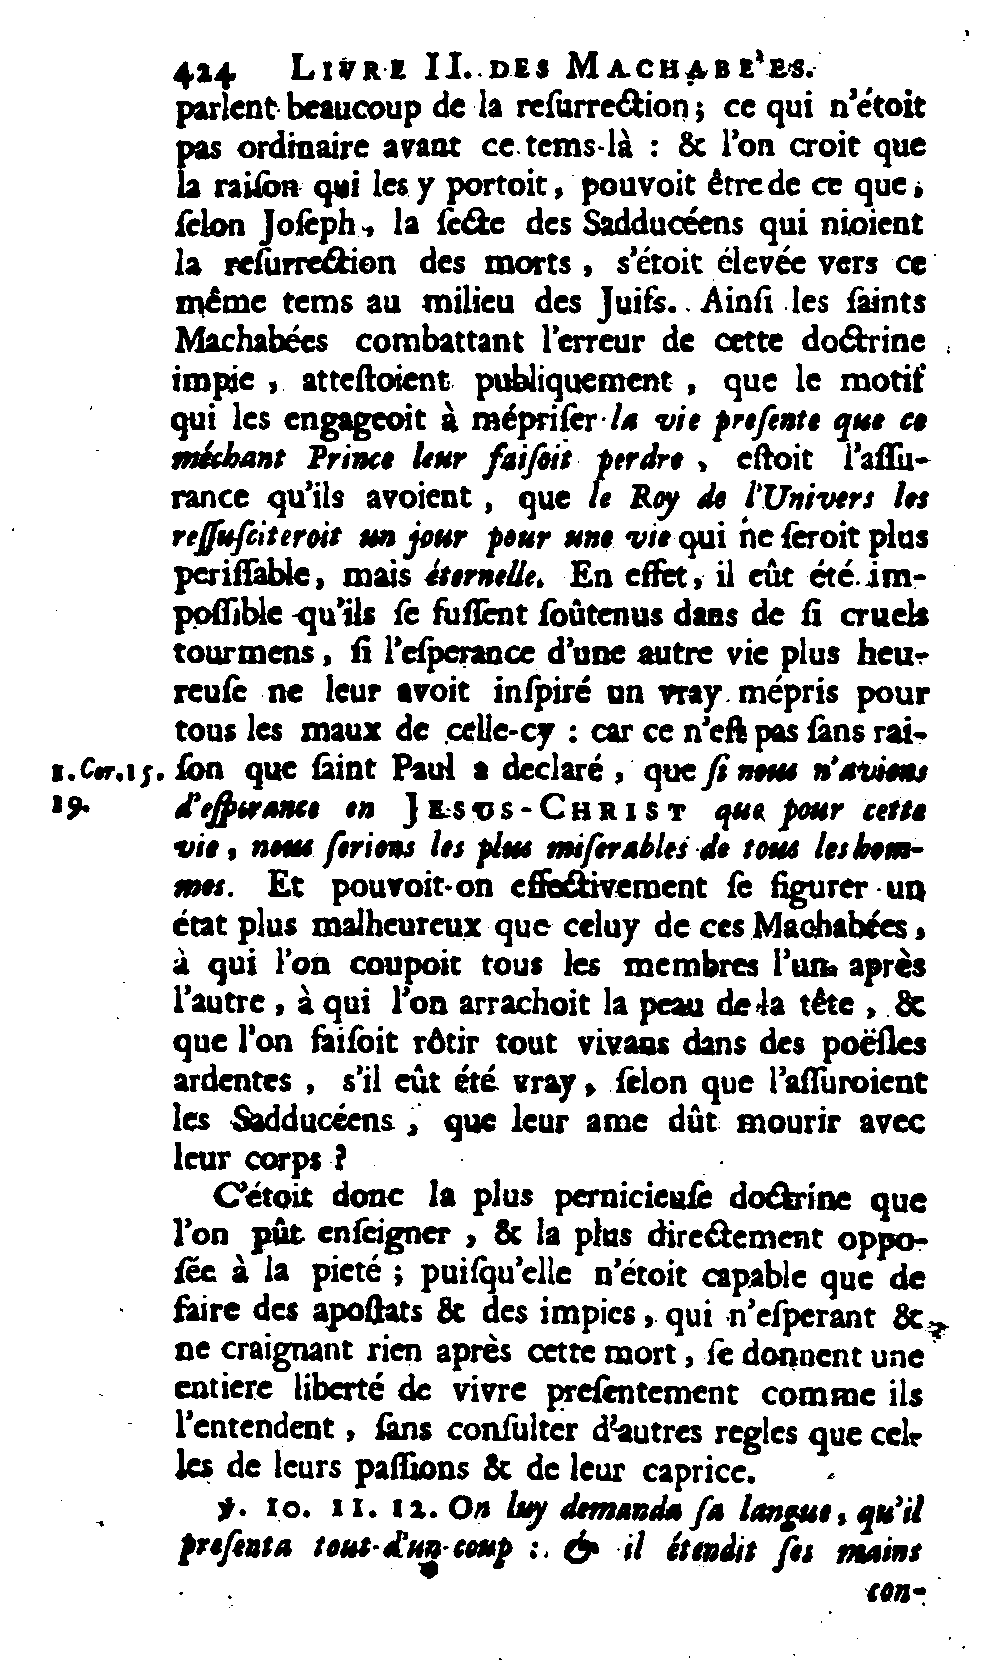 424 LIVRE II. DES MACHABE'ES.
parlent beaucoup de la reſurrection; ce qui n'étoit
pas ordinaire avant ce tems-là : & l'on croit que
la raiſon qui les y portoit, pouvoit être de ce que,
ſelon Joſeph, la ſecte des Sadducéens qui nioient
la reſurrection des morts, s'étoit élevée vers ce
même tems au milieu des Juifs. Ainſi les ſaints
Machabées combattant l'erreur de cette doctrine
impie, atteſtoient publiquement, que le motif
qui les engageoit à mépriſer la vie preſente que ce
méchant Prince leur faiſoit perdre, eſtoit l'aſſu-
rance qu'ils avoient, que le Roy de l'Univers les
reſſuſciteroit un jour pour une vie qui ne ſeroit plus
periſſable, mais éternelle. En effet, il eût été im-
poſſible qu'ils ſe fuſſent ſoûtenus dans de ſi cruels
tourmens, ſi l'eſperance d'une autre vie plus heu-
reuſe ne leur avoit inſpiré un vray mépris pour
tous les maux de celle-cy : car ce n'eſt pas ſans rai-
1. Cor. 15. ſon que ſaint Paul a declaré, que ſi nous n'avions
19. d'eſperance en JESUS-CHRIST que pour cette
vie, nous ſerions les plus miſerables de tous les hom-
mes. Et pouvoit-on effectivement ſe figurer un
état plus malheureux que celuy de ces Machabées,
à qui l'on coupoit tous les membres l'un après
l'autre, à qui l'on arrachoit la peau de la tête, &
que l'on faiſoit rôtir tout vivans dans des poëſles
ardentes, s'il eût été vray, ſelon que l'aſſuroient
les Sadducéens, que leur ame dût mourir avec
leur corps ?
C'étoit donc la plus pernicieuſe doctrine que
l'on pût enſeigner, & la plus directement oppo-
ſée à la pieté ; puiſqu'elle n'étoit capable que de
faire des apoſtats & des impies, qui n'eſperant &
ne craignant rien après cette mort, ſe donnent une
entiere liberté de vivre preſentement comme ils
l'entendent, ſans conſulter d'autres regles que cel-
les de leurs paſſions & de leur caprice.
℣. 10. 11. 12. On luy demanda ſa langue, qu'il
preſenta tout-d'un-coup : & il étendit ſes mains
con-